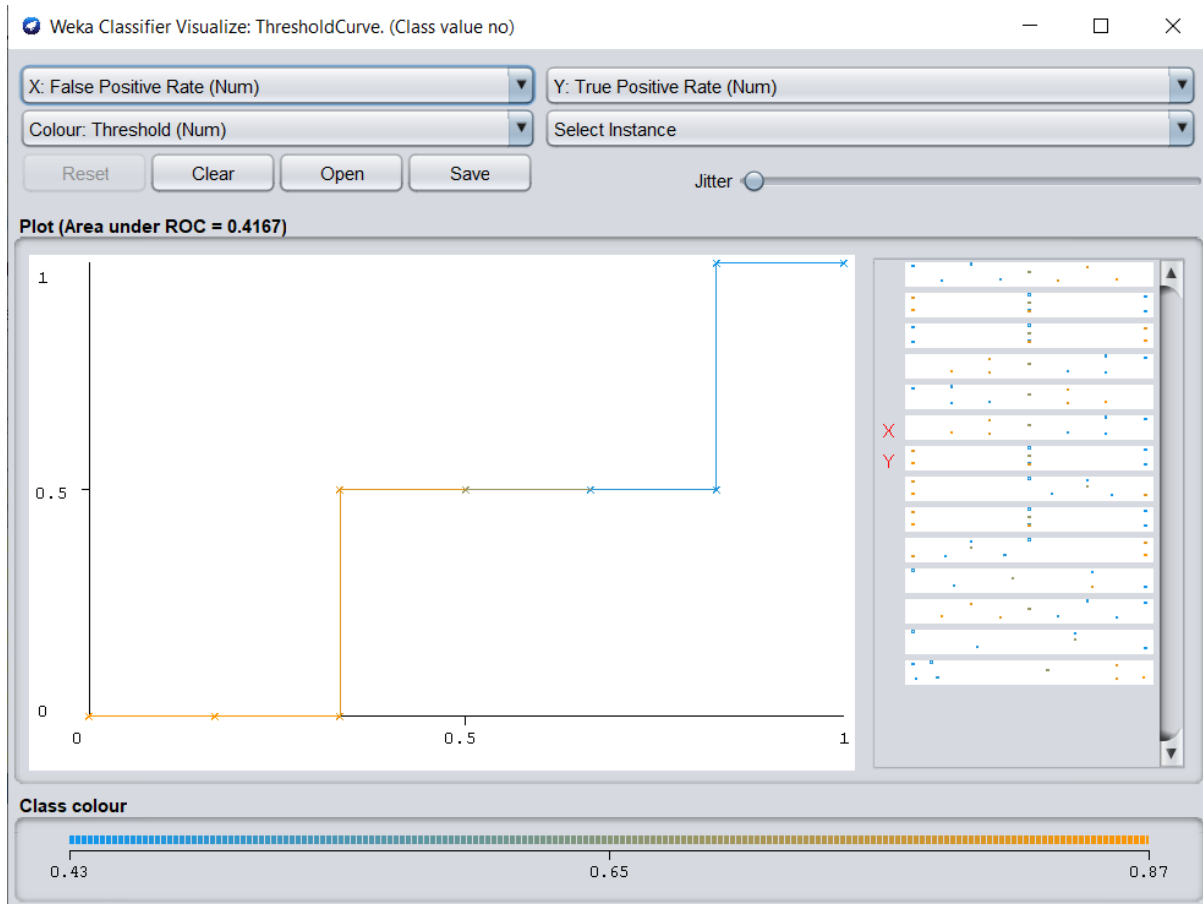 Weka Classifier Visualize: ThresholdCurve. (Class value no)
X: False Positive Rate (Num)
Y: True Positive Rate (Num)
Colour: Threshold (Num)
Select Instance
Reset
Clear
Open
Save
Jitter
Plot (Area under ROC = 0.4167)
1
0.5
0
0
0.5
1
X
Y
Class colour
0.43
0.65
0.87